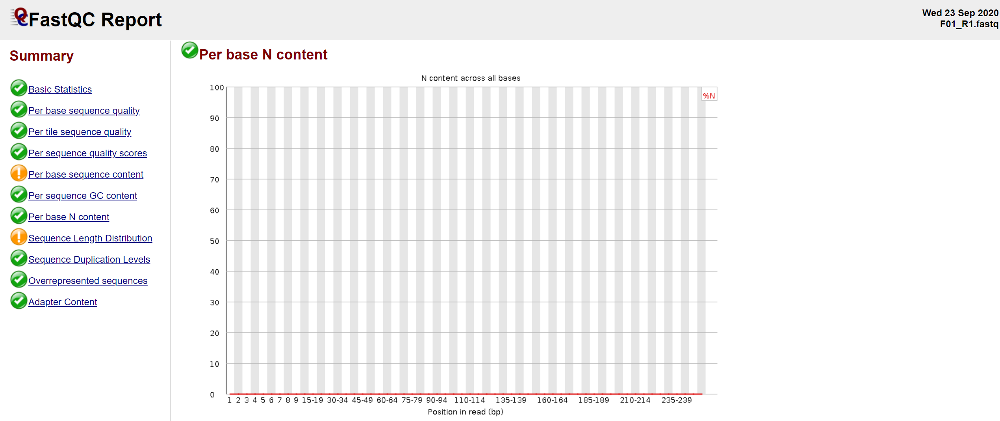 FastQC Report
Wed 23 Sep 2020
F01_R1.fastq
Summary
Basic Statistics
Per base sequence quality
Per tile sequence quality
Per sequence quality scores
Per base sequence content
Per sequence GC content
Per base N content
Sequence Length Distribution
Sequence Duplication Levels
Overrepresented sequences
Adapter Content
Per base N content
N content across all bases
%N
100
90
80
70
60
50
40
30
20
10
0
1 2 3 4 5 6 7 8 9 15-19 30-34 45-49 60-64 75-79 90-94 110-114 135-139 160-164 185-189 210-214 235-239
Position in read (bp)